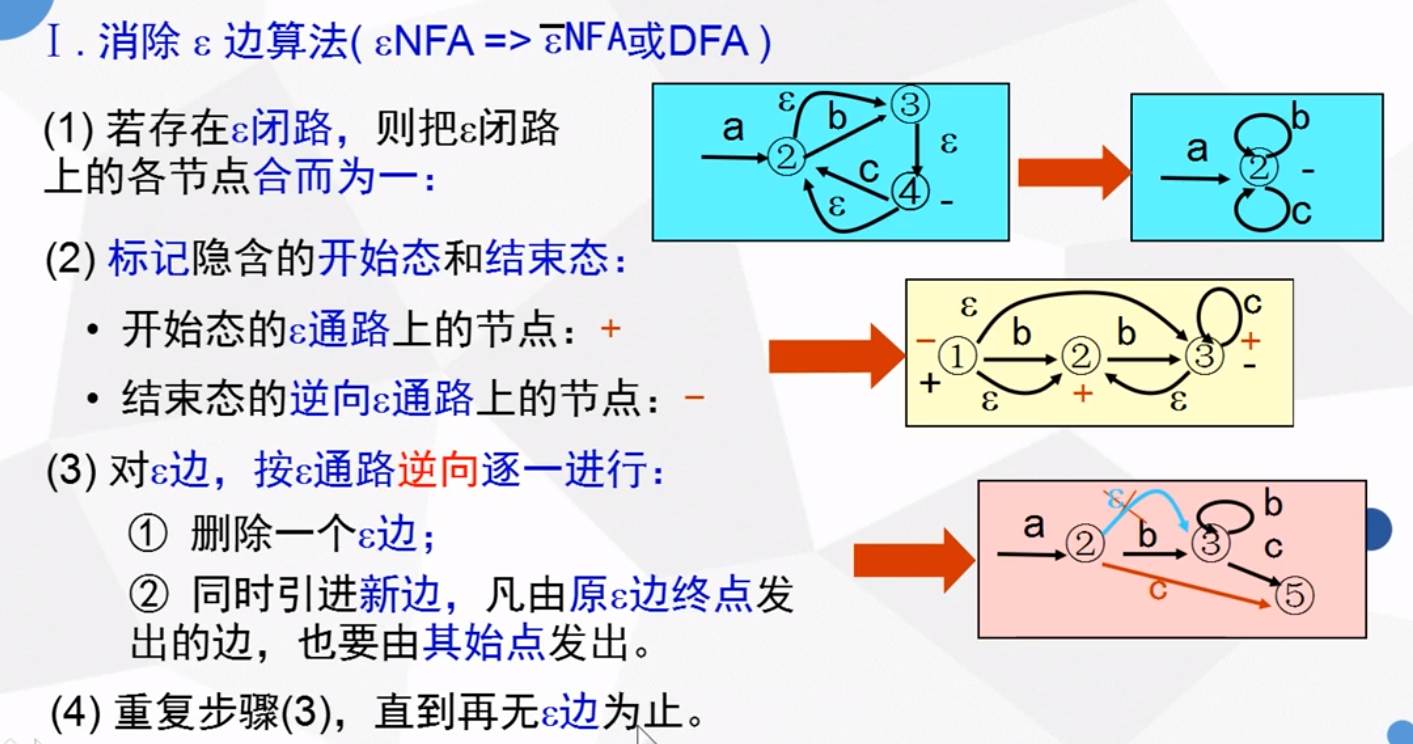 Ⅰ. 消除 ε 边算法( εNFA => ε̅NFA或DFA )
(1) 若存在ε闭路，则把ε闭路
上的各节点合而为一：
(2) 标记隐含的开始态和结束态：
• 开始态的ε通路上的节点：+
• 结束态的逆向ε通路上的节点：−
(3) 对ε边，按ε通路逆向逐一进行：
① 删除一个ε边；
② 同时引进新边，凡由原ε边终点发
出的边，也要由其始点发出。
(4) 重复步骤(3)，直到再无ε边为止。
ε ③
a b ε
② c
ε ④ -
b
a ② -
c
ε c
− b b +
① ② ③ -
+ ε + ε
ε b
a ② b ③ c
c ⑤